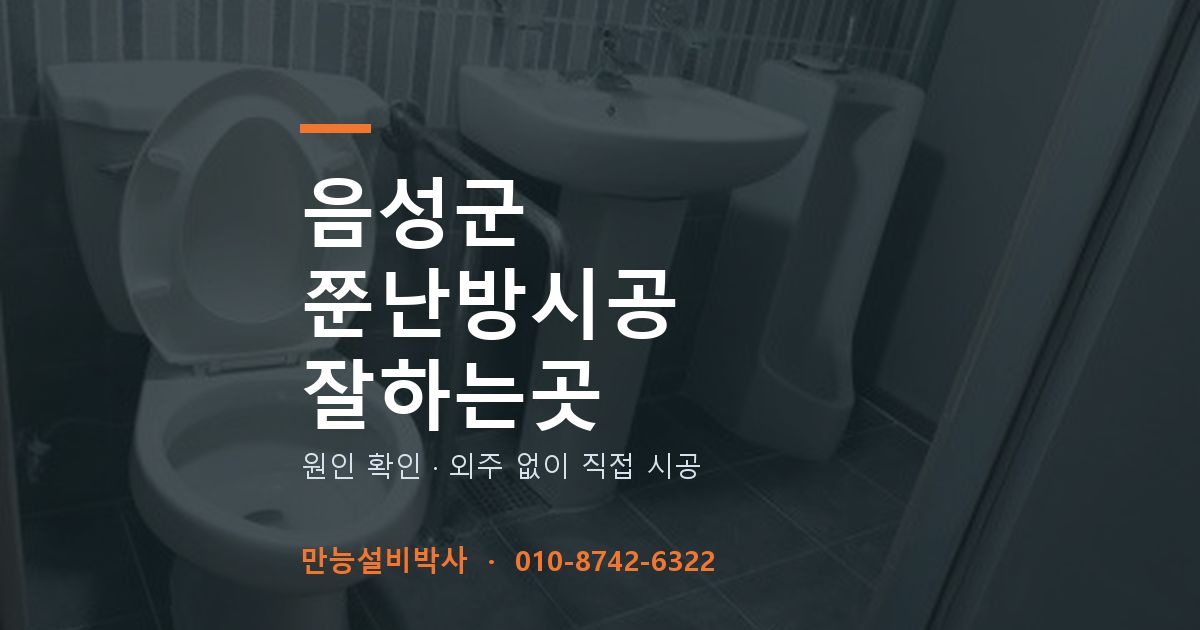 음성군
쭌난방시공
잘하는곳
원인 확인 · 외주 없이 직접 시공
만능설비박사 · 010-8742-6322